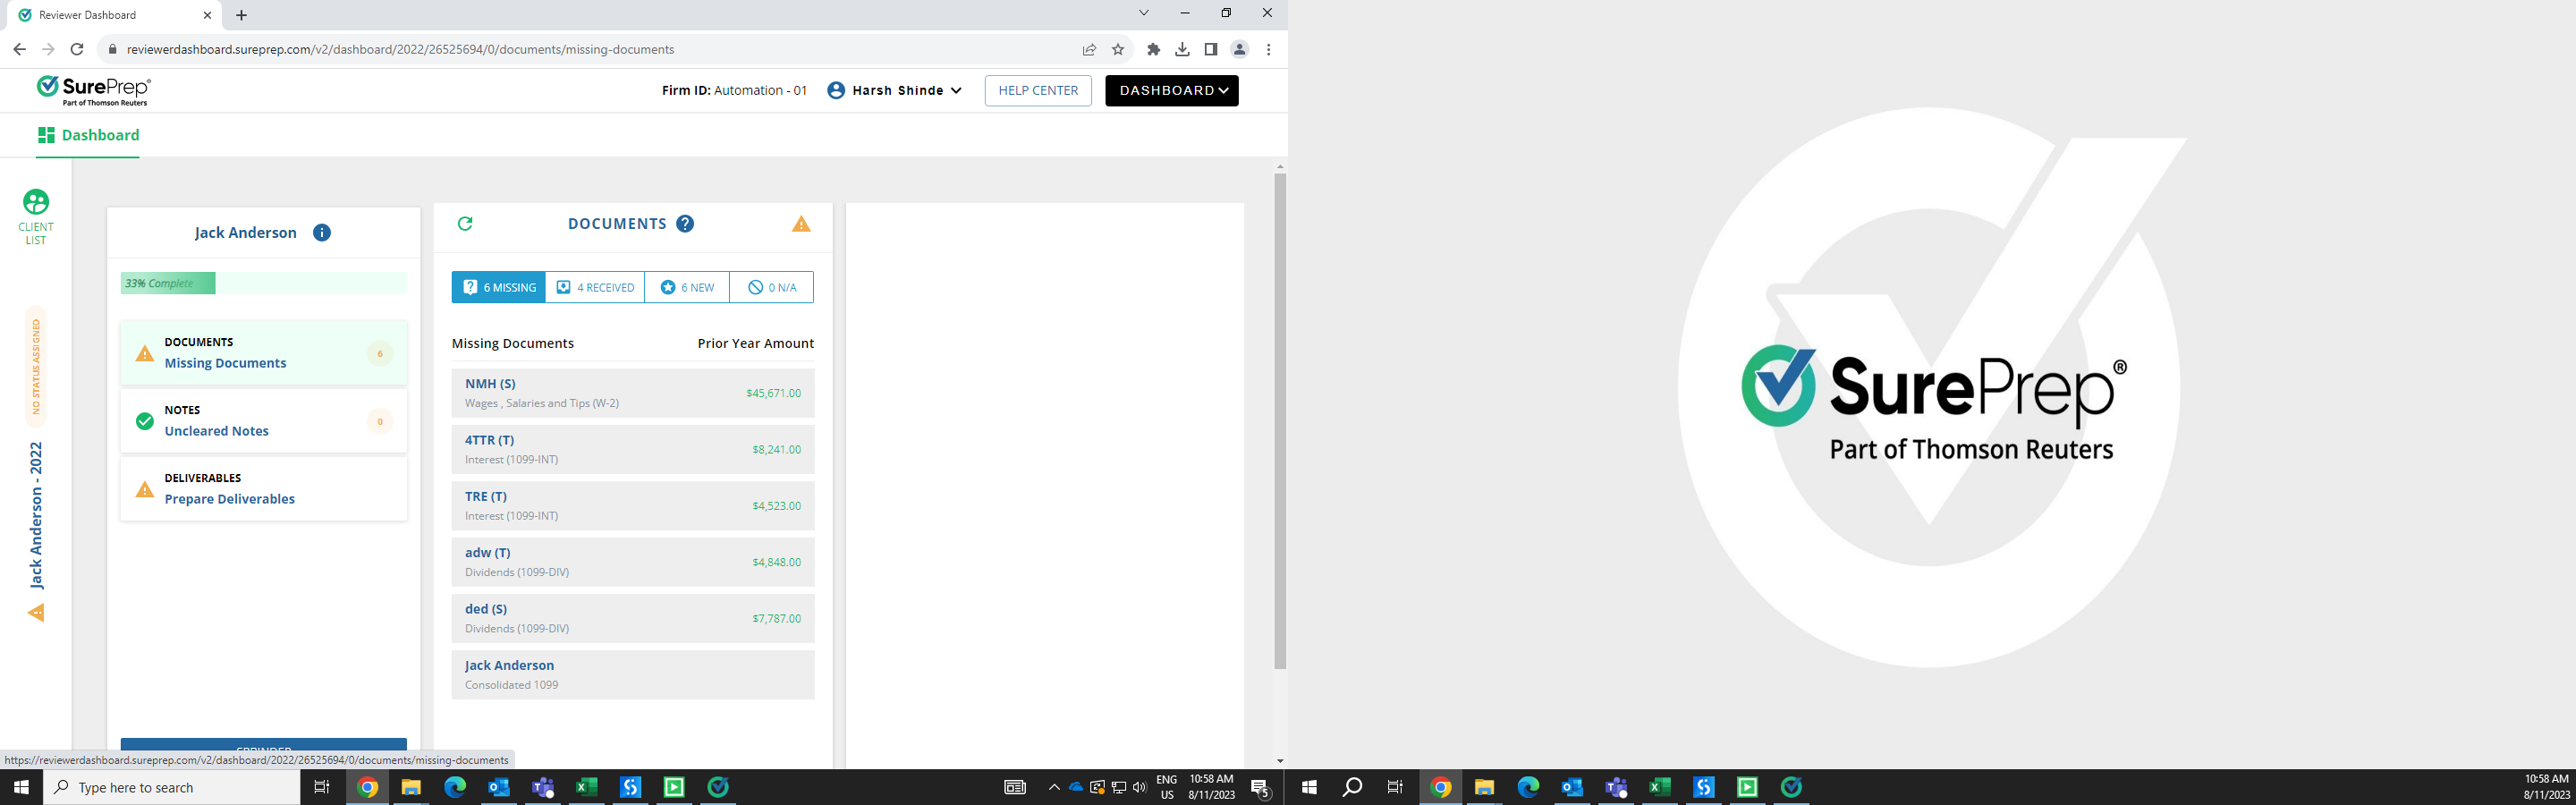 Reviewer Dashboard
reviewerdashboard.sureprep.com/v2/dashboard/2022/26525694/0/documents/missing-documents
SurePrep®
Part of Thomson Reuters
Firm ID: Automation - 01
Harsh Shinde
HELP CENTER
DASHBOARD
Dashboard
CLIENT
LIST
NO STATUS ASSIGNED
Jack Anderson - 2022
Jack Anderson
33% Complete
DOCUMENTS
Missing Documents
6
NOTES
Uncleared Notes
0
DELIVERABLES
Prepare Deliverables
DOCUMENTS
6 MISSING
4 RECEIVED
6 NEW
0 N/A
Missing Documents Prior Year Amount
NMH (S)
Wages , Salaries and Tips (W-2)
$45,671.00
4TTR (T)
Interest (1099-INT)
$8,241.00
TRE (T)
Interest (1099-INT)
$4,523.00
adw (T)
Dividends (1099-DIV)
$4,848.00
ded (S)
Dividends (1099-DIV)
$7,787.00
Jack Anderson
Consolidated 1099
https://reviewerdashboard.sureprep.com/v2/dashboard/2022/26525694/0/documents/missing-documents
Type here to search
ENG
US
10:58 AM
8/11/2023
5
SurePrep®
Part of Thomson Reuters
10:58 AM
8/11/2023